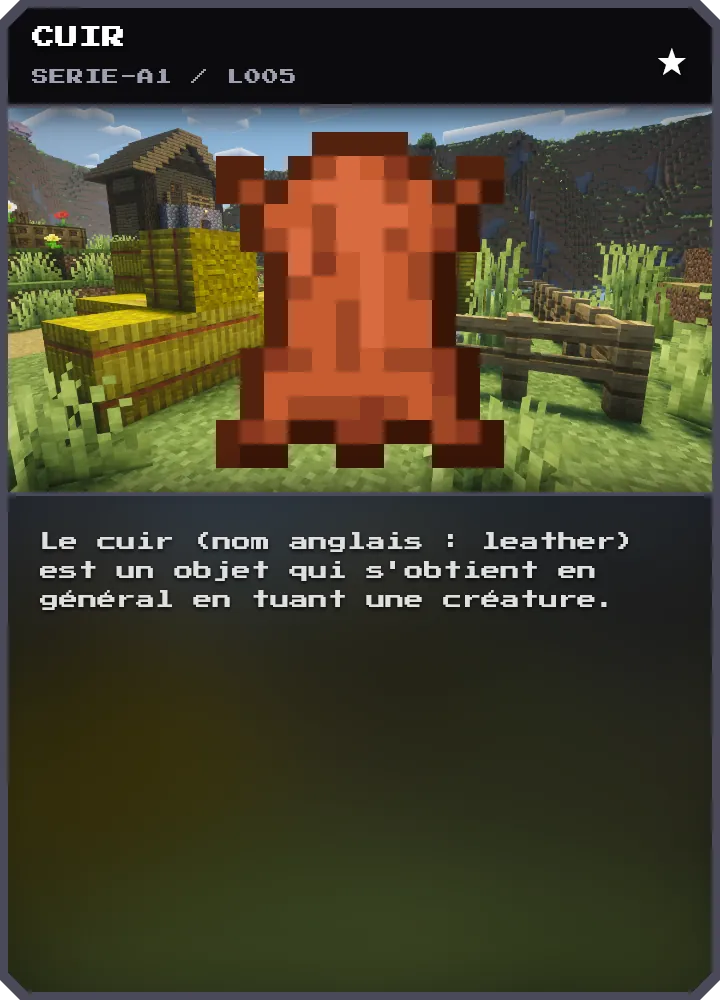 CUIR
SERIE-A1 / L005
Le cuir (nom anglais : leather)
est un objet qui s'obtient en
général en tuant une créature.